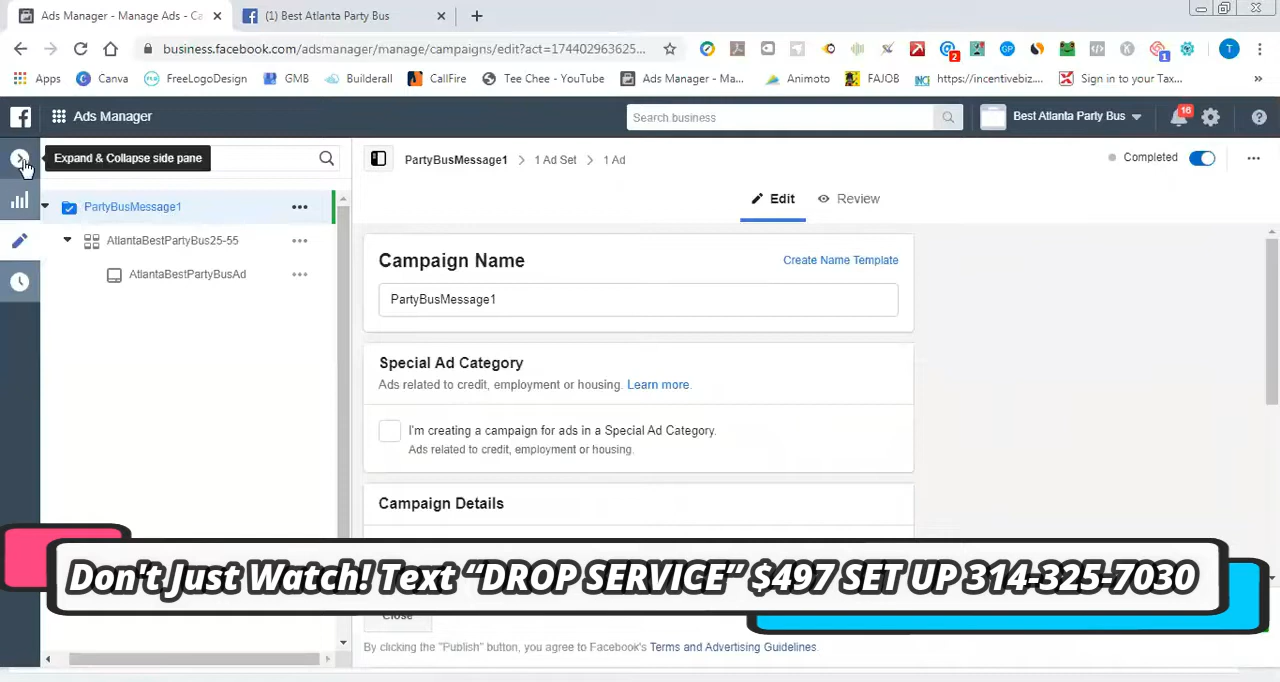 Ads Manager - Manage Ads - Ca
(1) Best Atlanta Party Bus
business.facebook.com/adsmanager/manage/campaigns/edit?act=174402963625...
Apps Canva FreeLogoDesign GMB Builderall CallFire Tee Chee - YouTube Ads Manager - Ma... Animoto FAJOB https://incentivebiz.... Sign in to your Tax...
Ads Manager
Search business
Best Atlanta Party Bus
16
Expand & Collapse side pane
PartyBusMessage1 > 1 Ad Set > 1 Ad
Completed
Edit
Review
PartyBusMessage1
AtlantaBestPartyBus25-55
AtlantaBestPartyBusAd
Campaign Name
Create Name Template
PartyBusMessage1
Special Ad Category
Ads related to credit, employment or housing. Learn more.
I'm creating a campaign for ads in a Special Ad Category.
Ads related to credit, employment or housing.
Campaign Details
Don't Just Watch! Text “DROP SERVICE” $497 SET UP 314-325-7030
Close
By clicking the "Publish" button, you agree to Facebook's Terms and Advertising Guidelines.